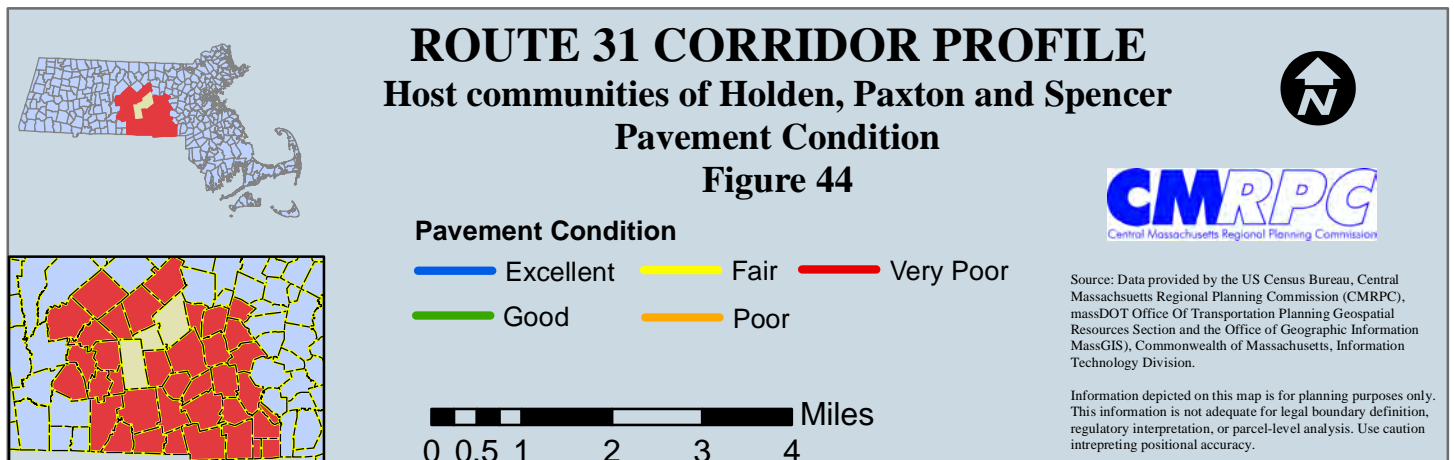 ROUTE 31 CORRIDOR PROFILE
Host communities of Holden, Paxton and Spencer
Pavement Condition
Figure 44
N
CMRPC
Central Massachusetts Regional Planning Commission
Pavement Condition
Excellent
Fair
Very Poor
Good
Poor
Miles
0 0.5 1 2 3 4
Source: Data provided by the US Census Bureau, Central
Massachsuetts Regional Planning Commission (CMRPC),
massDOT Office Of Transportation Planning Geospatial
Resources Section and the Office of Geographic Information
MassGIS), Commonwealth of Massachusetts, Information
Technology Division.
Information depicted on this map is for planning purposes only.
This information is not adequate for legal boundary definition,
regulatory interpretation, or parcel-level analysis. Use caution
intrepreting positional accuracy.